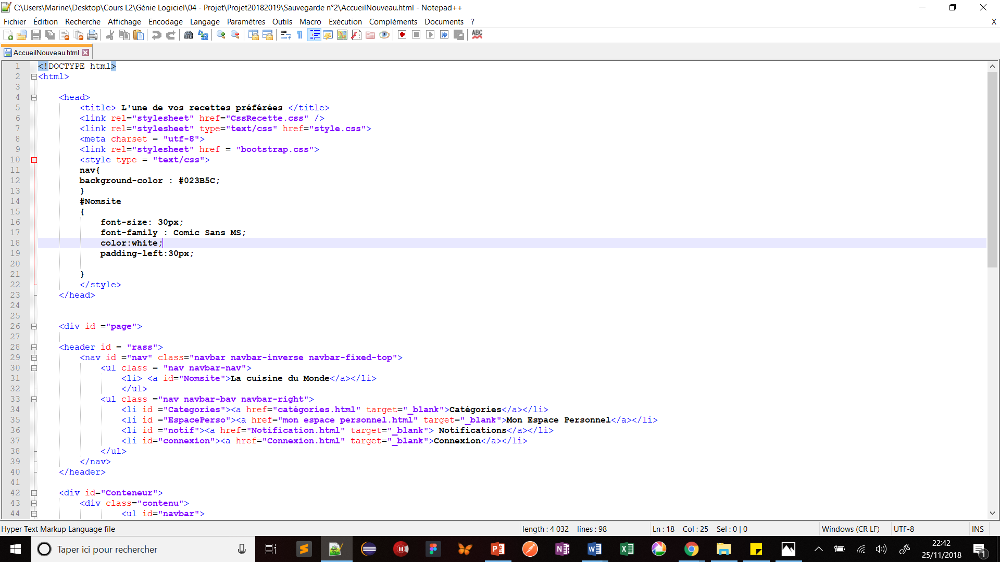 C:\Users\Marine\Desktop\Cours L2\Génie Logiciel\04 - Projet\Projet20182019\Sauvegarde n°2\AccueilNouveau.html - Notepad++
Fichier Édition Recherche Affichage Encodage Langage Paramètres Outils Macro Exécution Compléments Documents ? X
ABC
AccueilNouveau.html
1 <!DOCTYPE html>
2 <html>
3
4 <head>
5 <title> L'une de vos recettes préférées </title>
6 <link rel="stylesheet" href="CssRecette.css" />
7 <link rel="stylesheet" type="text/css" href="style.css">
8 <meta charset = "utf-8">
9 <link rel="stylesheet" href = "bootstrap.css">
10 <style type = "text/css">
11 nav{
12 background-color : #023B5C;
13 }
14 #Nomsite
15 {
16 font-size: 30px;
17 font-family : Comic Sans MS;
18 color:white;
19 padding-left:30px;
20
21 }
22 </style>
23 </head>
24
25
26 <div id ="page">
27
28 <header id = "rass">
29 <nav id ="nav" class="navbar navbar-inverse navbar-fixed-top">
30 <ul class = "nav navbar-nav">
31 <li> <a id="Nomsite">La cuisine du Monde</a></li>
32 </ul>
33 <ul class ="nav navbar-bav navbar-right">
34 <li id ="Categories"><a href="catégories.html" target="_blank">Catégories</a></li>
35 <li id ="EspacePerso"><a href="mon espace personnel.html" target="_blank">Mon Espace Personnel</a></li>
36 <li id ="notif"><a href="Notification.html" target="_blank"> Notifications</a></li>
37 <li id="connexion"><a href="Connexion.html" target="_blank">Connexion</a></li>
38 </ul>
39 </nav>
40 </header>
41
42 <div id="Conteneur">
43 <div class="contenu">
44 <ul id="navbar">
Hyper Text Markup Language file length : 4 032 lines : 98 Ln : 18 Col : 25 Sel : 0 | 0 Windows (CR LF) UTF-8 INS
Taper ici pour rechercher
22:42
25/11/2018
1